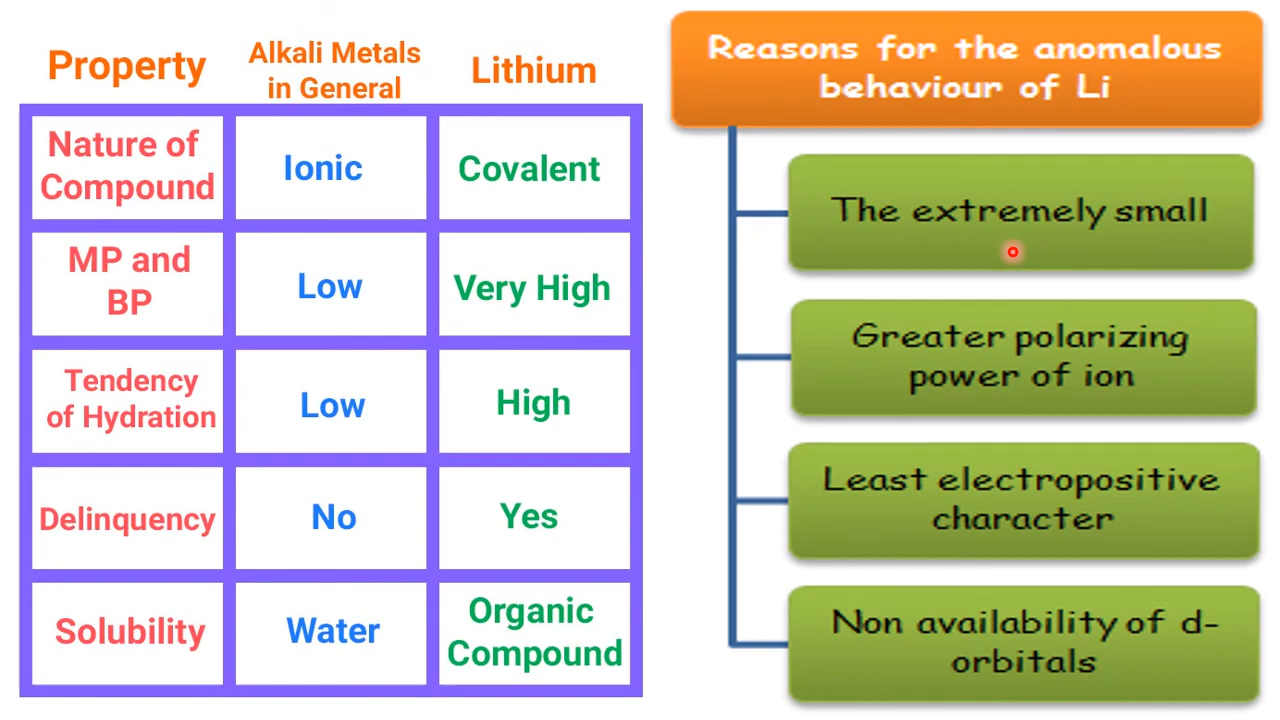 Property
Alkali Metals
in General
Lithium
Nature of
Compound
Ionic
Covalent
MP and
BP
Low
Very High
Tendency
of Hydration
Low
High
Delinquency
No
Yes
Solubility
Water
Organic
Compound
Reasons for the anomalous
behaviour of Li
The extremely small
Greater polarizing
power of ion
Least electropositive
character
Non availability of d-
orbitals